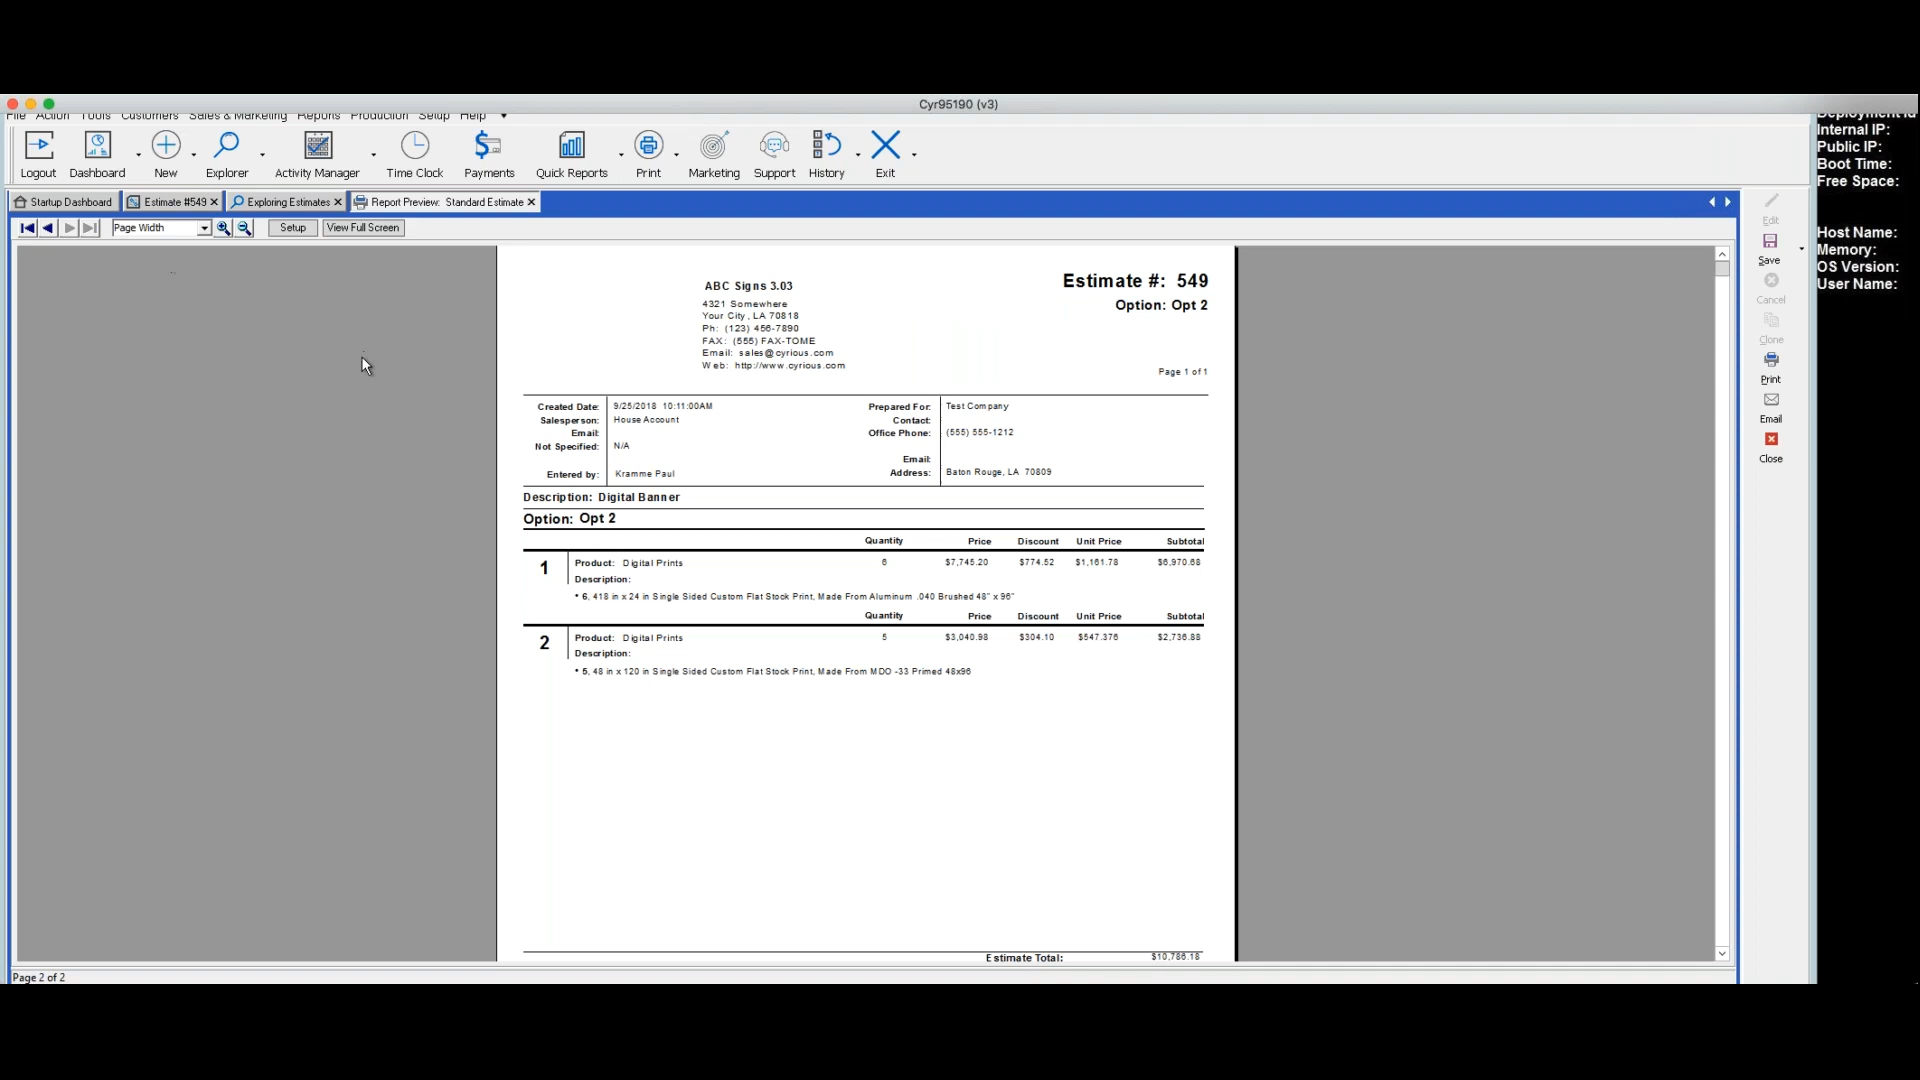 Cyr95190 (v3)
File Action Tools Customers Sales & Marketing Reports Production Setup Help
Logout Dashboard New Explorer Activity Manager Time Clock Payments Quick Reports Print Marketing Support History Exit
Startup Dashboard Estimate #549 Exploring Estimates Report Preview: Standard Estimate
Page Width Setup View Full Screen
ABC Signs 3.03
4321 Somewhere
Your City, LA 70818
Ph: (123) 456-7890
FAX: (555) FAX-TOME
Email: sales@cyrious.com
Web: http://www.cyrious.com
Estimate #: 549
Option: Opt 2
Page 1 of 1
Created Date: 9/25/2018 10:11:00AM
Salesperson: House Account
Email:
Not Specified: N/A
Entered by: Kramme Paul
Prepared For: Test Company
Contact:
Office Phone: (555) 555-1212
Email:
Address: Baton Rouge, LA 70809
Description: Digital Banner
Option: Opt 2
Quantity Price Discount Unit Price Subtotal
1 Product: Digital Prints 6 $7,745.20 $774.52 $1,161.78 $6,970.68
Description:
* 6, 418 in x 24 in Single Sided Custom Flat Stock Print, Made From Aluminum .040 Brushed 48" x 96"
Quantity Price Discount Unit Price Subtotal
2 Product: Digital Prints 5 $3,040.98 $304.10 $547.376 $2,736.88
Description:
* 5, 48 in x 120 in Single Sided Custom Flat Stock Print, Made From MDO -33 Primed 48x96
Estimate Total: $10,786.18
Page 2 of 2
Edit
Save
Cancel
Clone
Print
Email
Close
Deployment Id
Internal IP:
Public IP:
Boot Time:
Free Space:
Host Name:
Memory:
OS Version:
User Name: